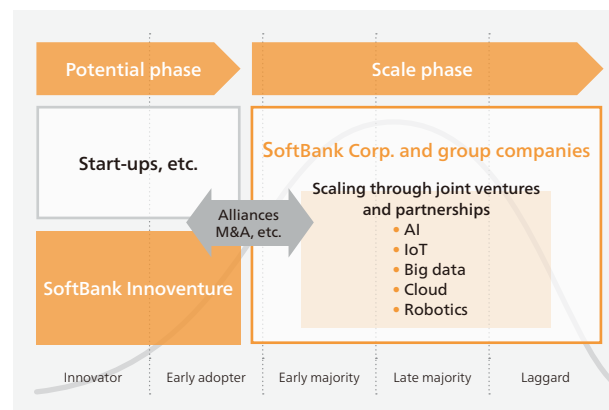 Potential phase
Scale phase
Start-ups, etc.
SoftBank Innoventure
Alliances
M&A, etc.
SoftBank Corp. and group companies
Scaling through joint ventures
and partnerships
• AI
• IoT
• Big data
• Cloud
• Robotics
Innovator
Early adopter
Early majority
Late majority
Laggard